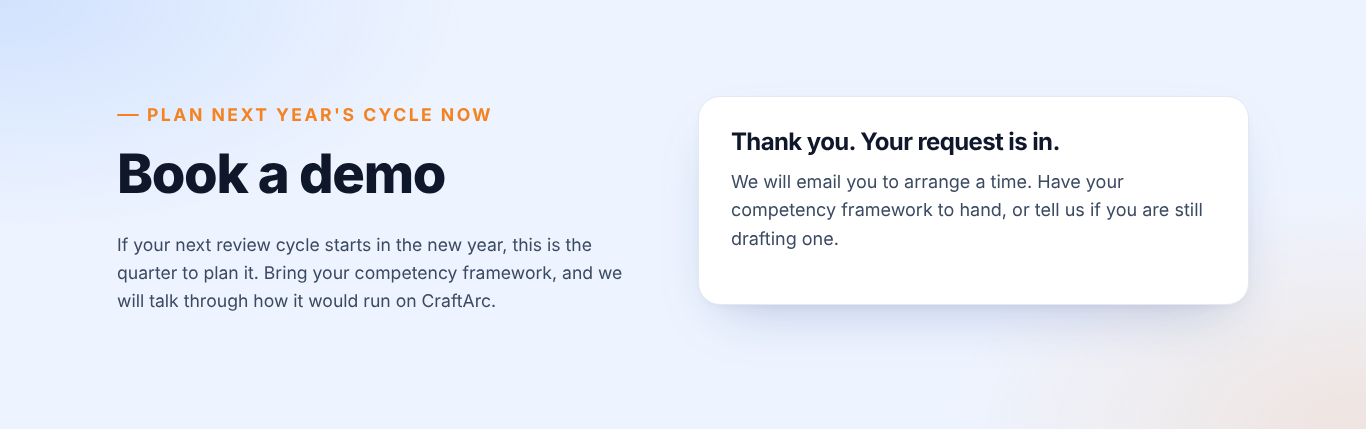 PLAN NEXT YEAR'S CYCLE NOW
Book a demo
If your next review cycle starts in the new year, this is the
quarter to plan it. Bring your competency framework, and we
will talk through how it would run on CraftArc.
Thank you. Your request is in.
We will email you to arrange a time. Have your
competency framework to hand, or tell us if you are still
drafting one.